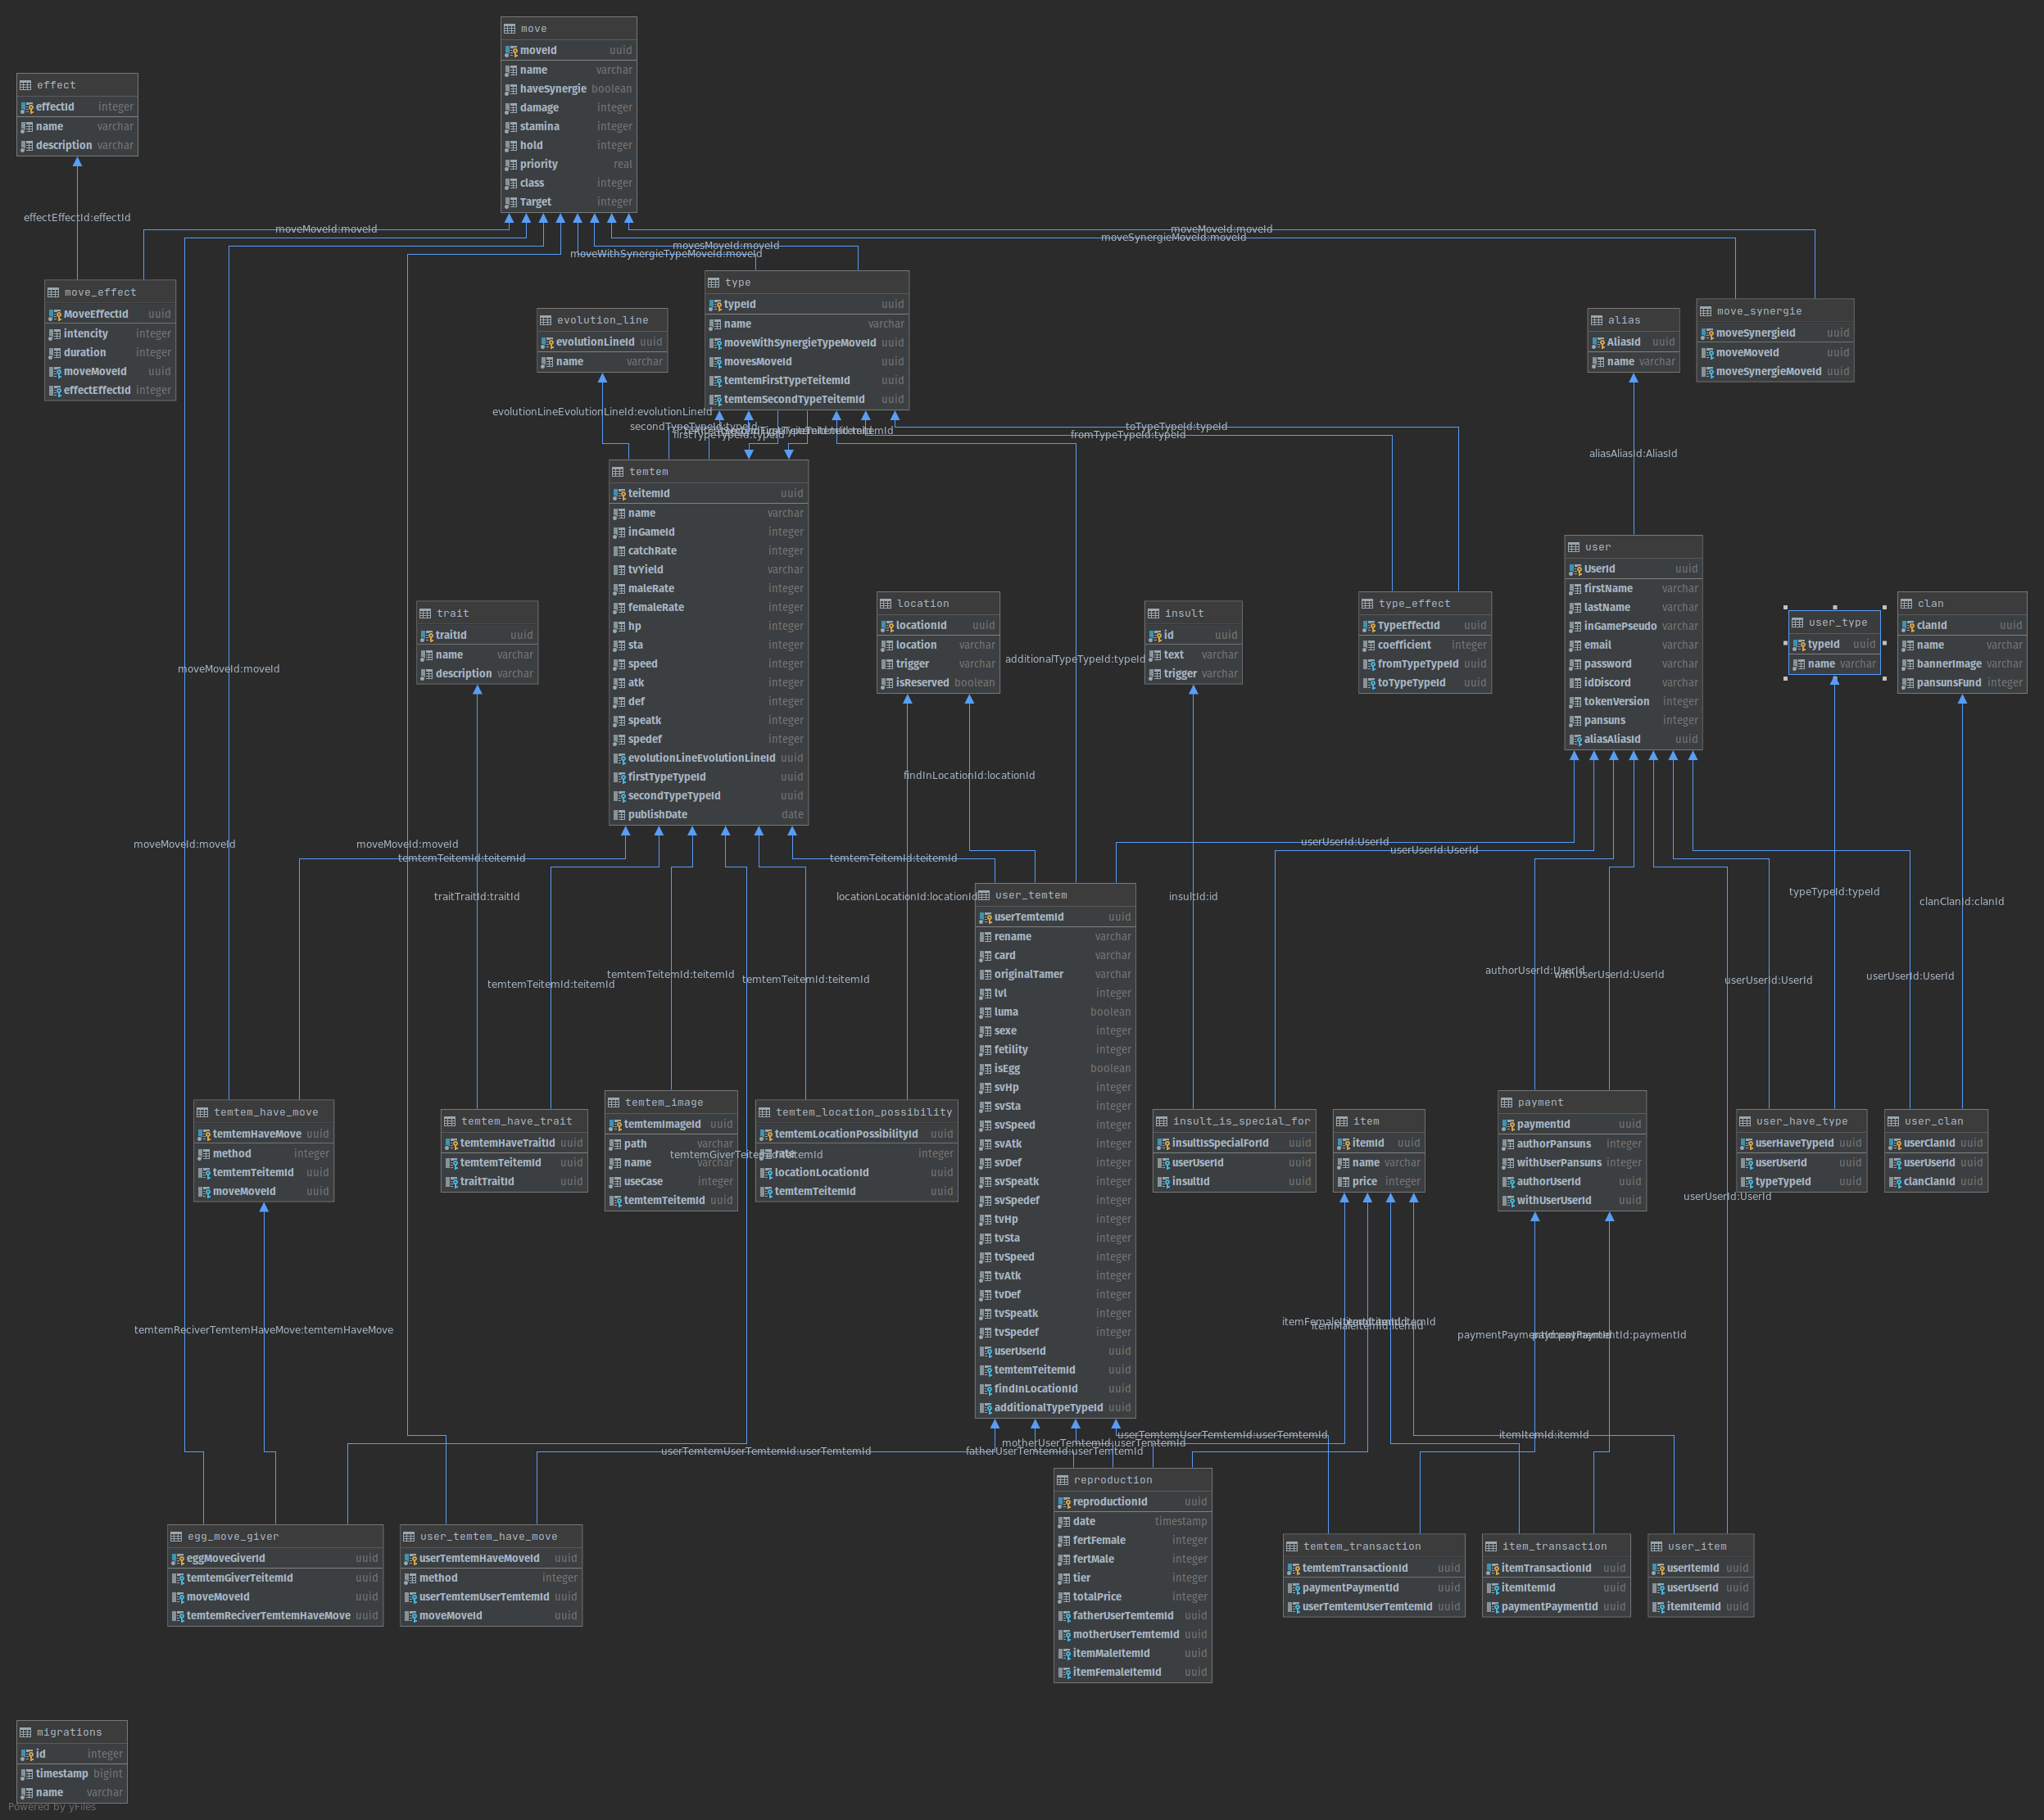 move
moveId uuid
name varchar
haveSynergie boolean
damage integer
stamina integer
hold integer
priority real
class integer
Target integer
effect
effectId integer
name varchar
description varchar
effectEffectId:effectId
moveMoveId:moveId
moveMoveId:moveId
moveSynergieMoveId:moveId
movesMoveId:moveId
moveWithSynergieTypeMoveId:moveId
move_effect
MoveEffectId uuid
intencity integer
duration integer
moveMoveId uuid
effectEffectId integer
type
typeId uuid
name varchar
moveWithSynergieTypeMoveId uuid
movesMoveId uuid
temtemFirstTypeTeitemId uuid
temtemSecondTypeTeitemId uuid
evolution_line
evolutionLineId uuid
name varchar
alias
AliasId uuid
name varchar
move_synergie
moveSynergieId uuid
moveMoveId uuid
moveSynergieMoveId uuid
evolutionLineEvolutionLineId:evolutionLineId
secondTypeTypeId:typeId
firstTypeTypeId:typeId
toTypeTypeId:typeId
fromTypeTypeId:typeId
aliasAliasId:AliasId
temtem
teitemId uuid
name varchar
inGameId integer
catchRate integer
tvYield varchar
maleRate integer
femaleRate integer
hp integer
sta integer
speed integer
atk integer
def integer
speatk integer
spedef integer
evolutionLineEvolutionLineId uuid
firstTypeTypeId uuid
secondTypeTypeId uuid
publishDate date
user
UserId uuid
firstName varchar
lastName varchar
inGamePseudo varchar
email varchar
password varchar
idDiscord varchar
tokenVersion integer
pansuns integer
aliasAliasId uuid
trait
traitId uuid
name varchar
description varchar
location
locationId uuid
location varchar
trigger varchar
isReserved boolean
insult
id uuid
text varchar
trigger varchar
type_effect
TypeEffectId uuid
coefficient integer
fromTypeTypeId uuid
toTypeTypeId uuid
user_type
typeId uuid
name varchar
clan
clanId uuid
name varchar
bannerImage varchar
pansunsFund integer
moveMoveId:moveId
additionalTypeTypeId:typeId
findInLocationId:locationId
moveMoveId:moveId
moveMoveId:moveId
temtemTeitemId:teitemId
temtemTeitemId:teitemId
userUserId:UserId
userUserId:UserId
traitTraitId:traitId
locationLocationId:locationId
insultId:id
typeTypeId:typeId
clanClanId:clanId
temtemTeitemId:teitemId
temtemTeitemId:teitemId
temtemTeitemId:teitemId
authorUserId:UserId
withUserUserId:UserId
userUserId:UserId
userUserId:UserId
user_temtem
userTemtemId uuid
rename varchar
card varchar
originalTamer varchar
lvl integer
luma boolean
sexe integer
fetility integer
isEgg boolean
svHp integer
svSta integer
svSpeed integer
svAtk integer
svDef integer
svSpeatk integer
svSpedef integer
tvHp integer
tvSta integer
tvSpeed integer
tvAtk integer
tvDef integer
tvSpeatk integer
tvSpedef integer
userUserId uuid
temtemTeitemId uuid
findInLocationId uuid
additionalTypeTypeId uuid
temtem_have_move
temtemHaveMove uuid
method integer
temtemTeitemId uuid
moveMoveId uuid
temtem_have_trait
temtemHaveTraitId uuid
temtemTeitemId uuid
traitTraitId uuid
temtem_image
temtemImageId uuid
path varchar
name varchar
useCase integer
temtemTeitemId uuid
temtemGiverTeitemId:teitemId
temtem_location_possibility
temtemLocationPossibilityId uuid
rate integer
locationLocationId uuid
temtemTeitemId uuid
insult_is_special_for
insultIsSpecialForId uuid
userUserId uuid
insultId uuid
item
itemId uuid
name varchar
price integer
payment
paymentId uuid
authorPansuns integer
withUserPansuns integer
authorUserId uuid
withUserUserId uuid
user_have_type
userHaveTypeId uuid
userUserId uuid
typeTypeId uuid
user_clan
userClanId uuid
userUserId uuid
clanClanId uuid
userUserId:UserId
temtemReciverTemtemHaveMove:temtemHaveMove
itemMaleItemId:itemId
userTemtemUserTemtemId:userTemtemId
motherUserTemtemId:userTemtemId
fatherUserTemtemId:userTemtemId
userTemtemUserTemtemId:userTemtemId
itemItemId:itemId
egg_move_giver
eggMoveGiverId uuid
temtemGiverTeitemId uuid
moveMoveId uuid
temtemReciverTemtemHaveMove uuid
user_temtem_have_move
userTemtemHaveMoveId uuid
method integer
userTemtemUserTemtemId uuid
moveMoveId uuid
reproduction
reproductionId uuid
date timestamp
fertFemale integer
fertMale integer
tier integer
totalPrice integer
fatherUserTemtemId uuid
motherUserTemtemId uuid
itemMaleItemId uuid
itemFemaleItemId uuid
temtem_transaction
temtemTransactionId uuid
paymentPaymentId uuid
userTemtemUserTemtemId uuid
item_transaction
itemTransactionId uuid
itemItemId uuid
paymentPaymentId uuid
user_item
userItemId uuid
userUserId uuid
itemItemId uuid
migrations
id integer
timestamp bigint
name varchar
Powered by yFiles